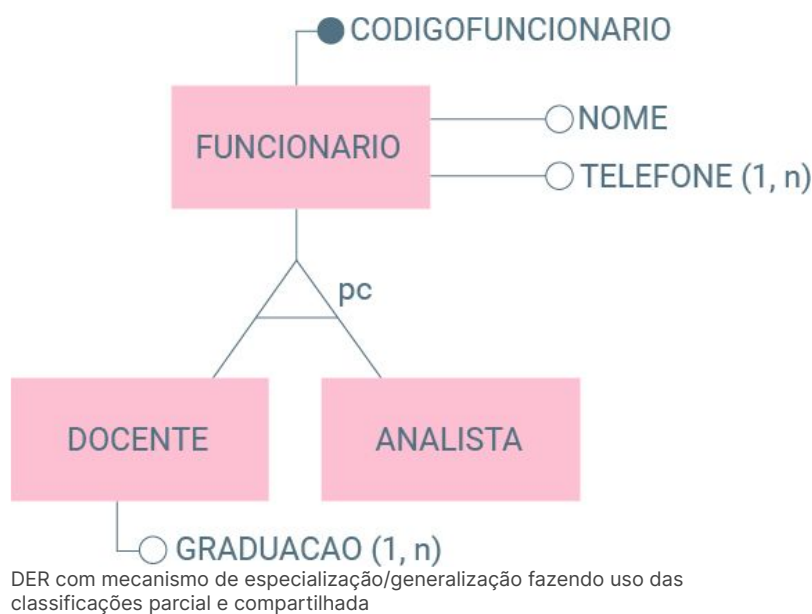 CODIGOFUNCIONARIO
FUNCIONARIO
NOME
TELEFONE (1, n)
pc
DOCENTE
ANALISTA
GRADUACAO (1, n)
DER com mecanismo de especialização/generalização fazendo uso das
classificações parcial e compartilhada